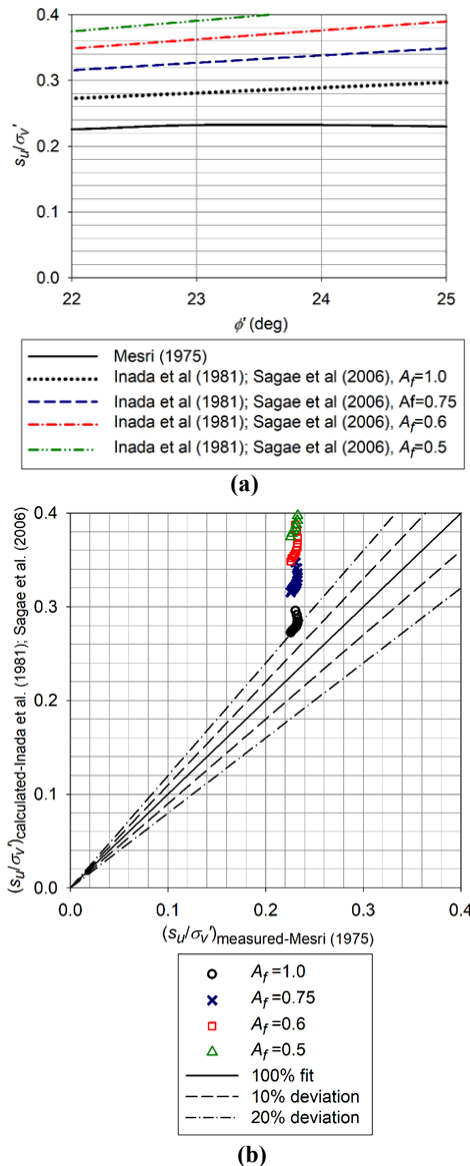 0.4
0.3
0.2
0.1
0.0
su/σv'
22
23
24
25
ϕ' (deg)
Mesri (1975)
Inada et al (1981); Sagae et al (2006), Af=1.0
Inada et al (1981); Sagae et al (2006), Af=0.75
Inada et al (1981); Sagae et al (2006), Af=0.6
Inada et al (1981); Sagae et al (2006), Af=0.5
(a)
(su/σv')calculated-Inada et al. (1981); Sagae et al. (2006)
0.4
0.3
0.2
0.1
0.0
0.0
0.1
0.2
0.3
0.4
(su/σv')measured-Mesri (1975)
Af=1.0
Af=0.75
Af=0.6
Af=0.5
100% fit
10% deviation
20% deviation
(b)